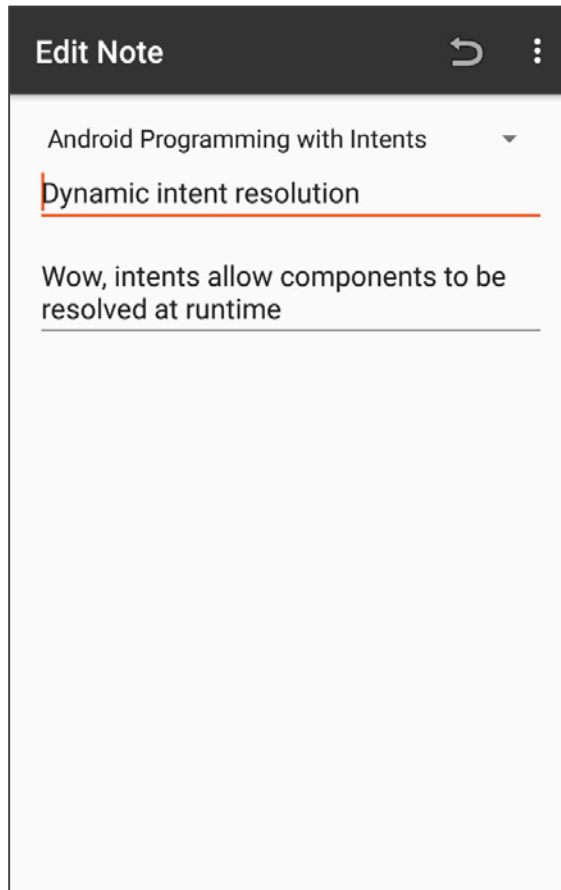 Edit Note
Android Programming with Intents
Dynamic intent resolution
Wow, intents allow components to be
resolved at runtime